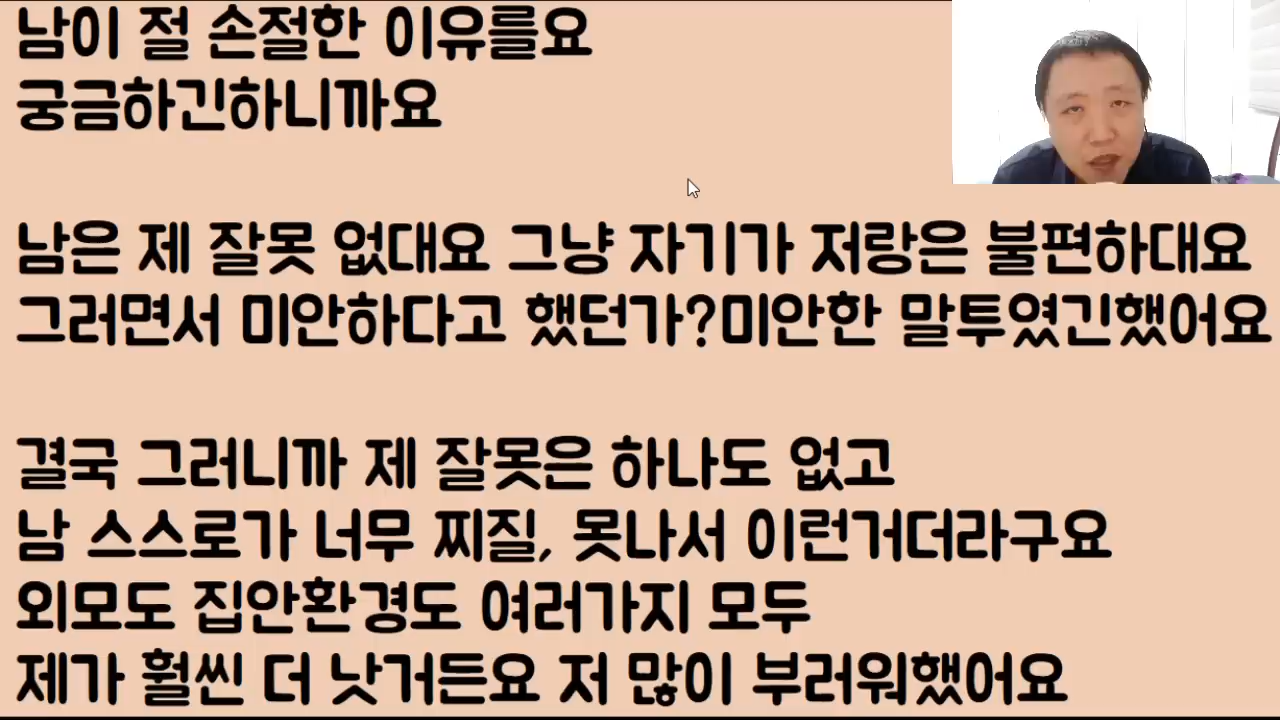 남이 절 손절한 이유를요
궁금하긴하니까요
남은 제 잘못 없대요 그냥 자기가 저랑은 불편하대요
그러면서 미안하다고 했던가?미안한 말투였긴했어요
결국 그러니까 제 잘못은 하나도 없고
남 스스로가 너무 찌질, 못나서 이런거더라구요
외모도 집안환경도 여러가지 모두
제가 훨씬 더 낫거든요 저 많이 부러워했어요